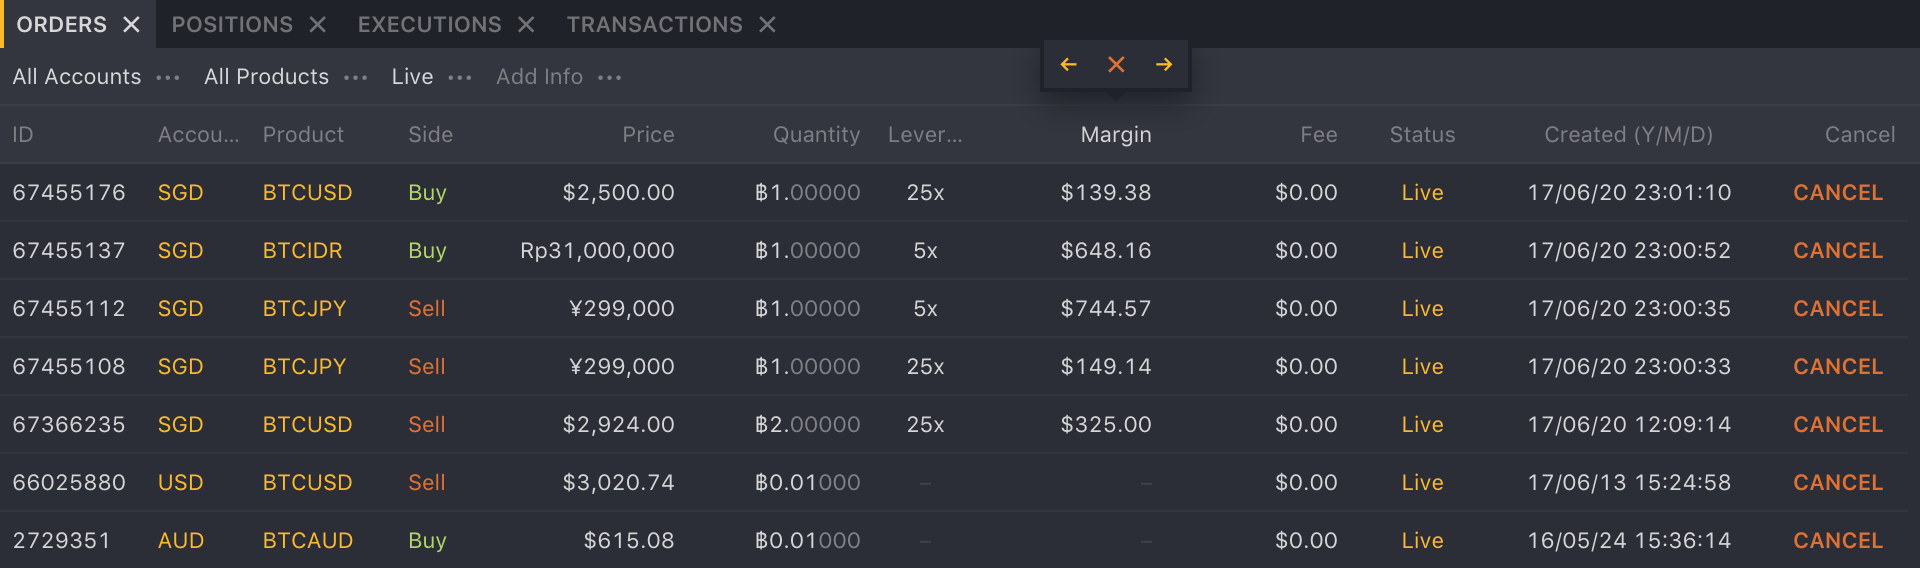 ORDERS POSITIONS EXECUTIONS TRANSACTIONS
All Accounts ··· All Products ··· Live ··· Add Info ···
ID Accou... Product Side Price Quantity Lever... Margin Fee Status Created (Y/M/D) Cancel
67455176 SGD BTCUSD Buy $2,500.00 ฿1.00000 25x $139.38 $0.00 Live 17/06/20 23:01:10 CANCEL
67455137 SGD BTCIDR Buy Rp31,000,000 ฿1.00000 5x $648.16 $0.00 Live 17/06/20 23:00:52 CANCEL
67455112 SGD BTCJPY Sell ¥299,000 ฿1.00000 5x $744.57 $0.00 Live 17/06/20 23:00:35 CANCEL
67455108 SGD BTCJPY Sell ¥299,000 ฿1.00000 25x $149.14 $0.00 Live 17/06/20 23:00:33 CANCEL
67366235 SGD BTCUSD Sell $2,924.00 ฿2.00000 25x $325.00 $0.00 Live 17/06/20 12:09:14 CANCEL
66025880 USD BTCUSD Sell $3,020.74 ฿0.01000 – – $0.00 Live 17/06/13 15:24:58 CANCEL
2729351 AUD BTCAUD Buy $615.08 ฿0.01000 – – $0.00 Live 16/05/24 15:36:14 CANCEL